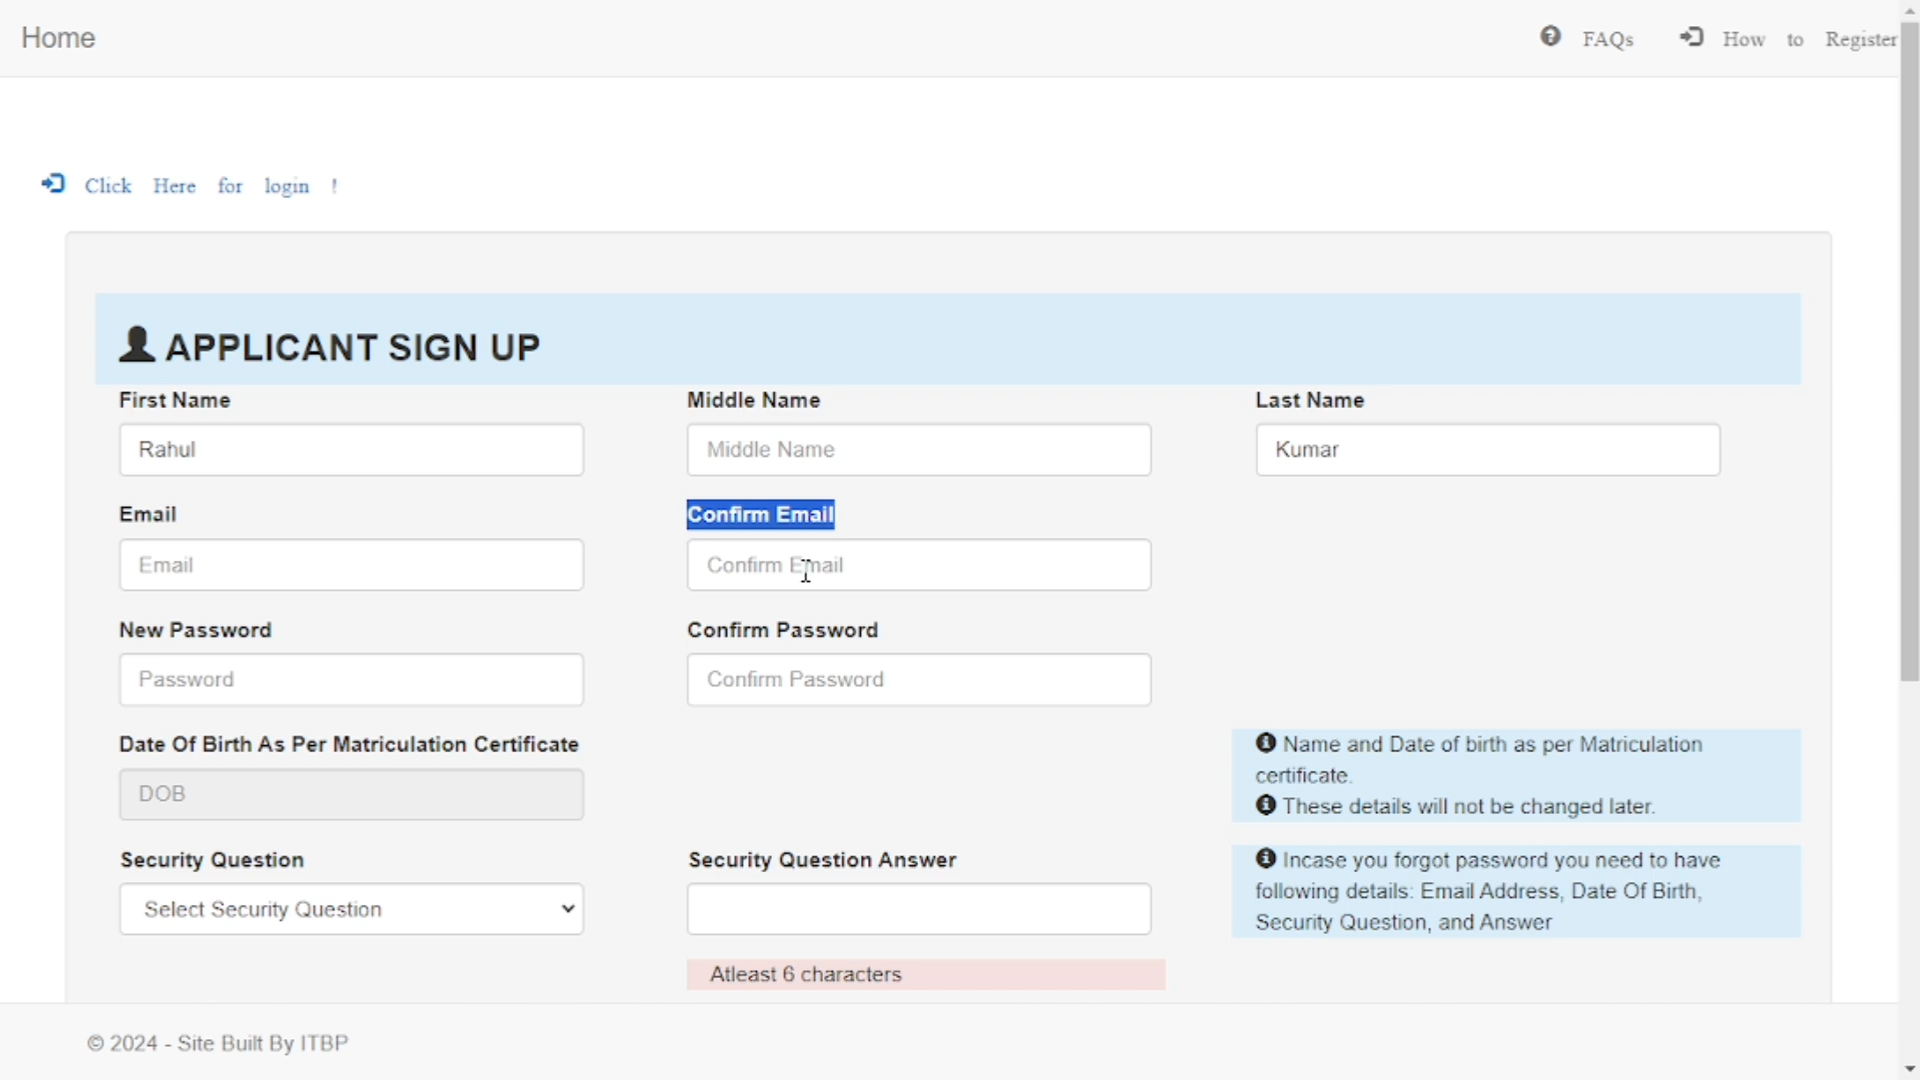 Home
FAQs
How to Register
Click Here for login !
APPLICANT SIGN UP
First Name
Middle Name
Last Name
Rahul
Middle Name
Kumar
Email
Confirm Email
Email
Confirm Email
New Password
Confirm Password
Password
Confirm Password
Date Of Birth As Per Matriculation Certificate
DOB
Name and Date of birth as per Matriculation
certificate.
These details will not be changed later.
Security Question
Security Question Answer
Select Security Question
Incase you forgot password you need to have
following details: Email Address, Date Of Birth,
Security Question, and Answer
Atleast 6 characters
© 2024 - Site Built By ITBP